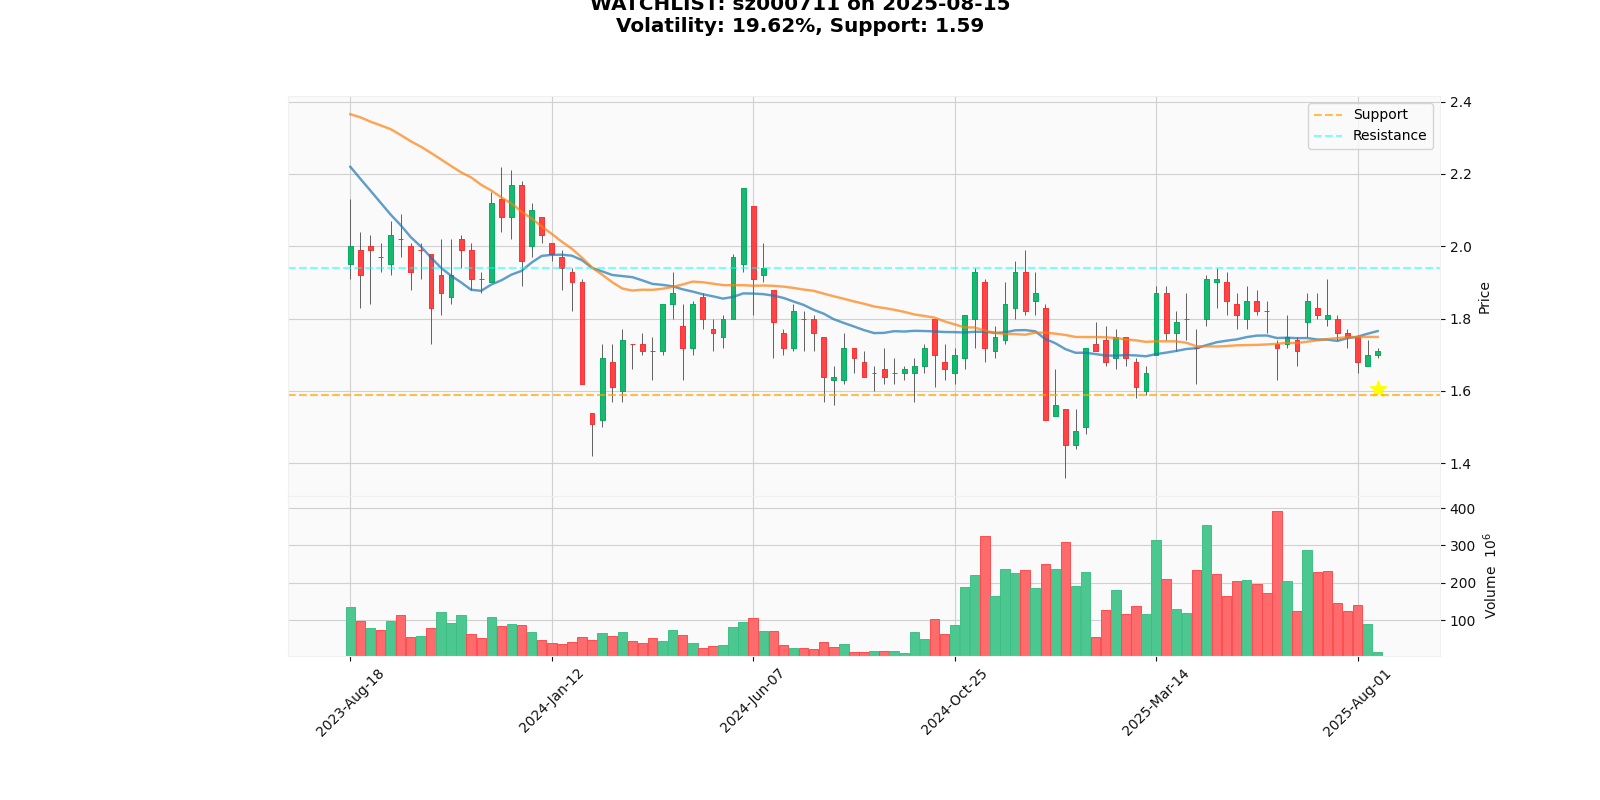 WATCHLIST: sz000711 on 2025-08-15
Volatility: 19.62%, Support: 1.59
Support
Resistance
2.4
2.2
2.0
1.8
1.6
1.4
Price
400
300
200
100
Volume 10⁶
2023-Aug-18
2024-Jan-12
2024-Jun-07
2024-Oct-25
2025-Mar-14
2025-Aug-01